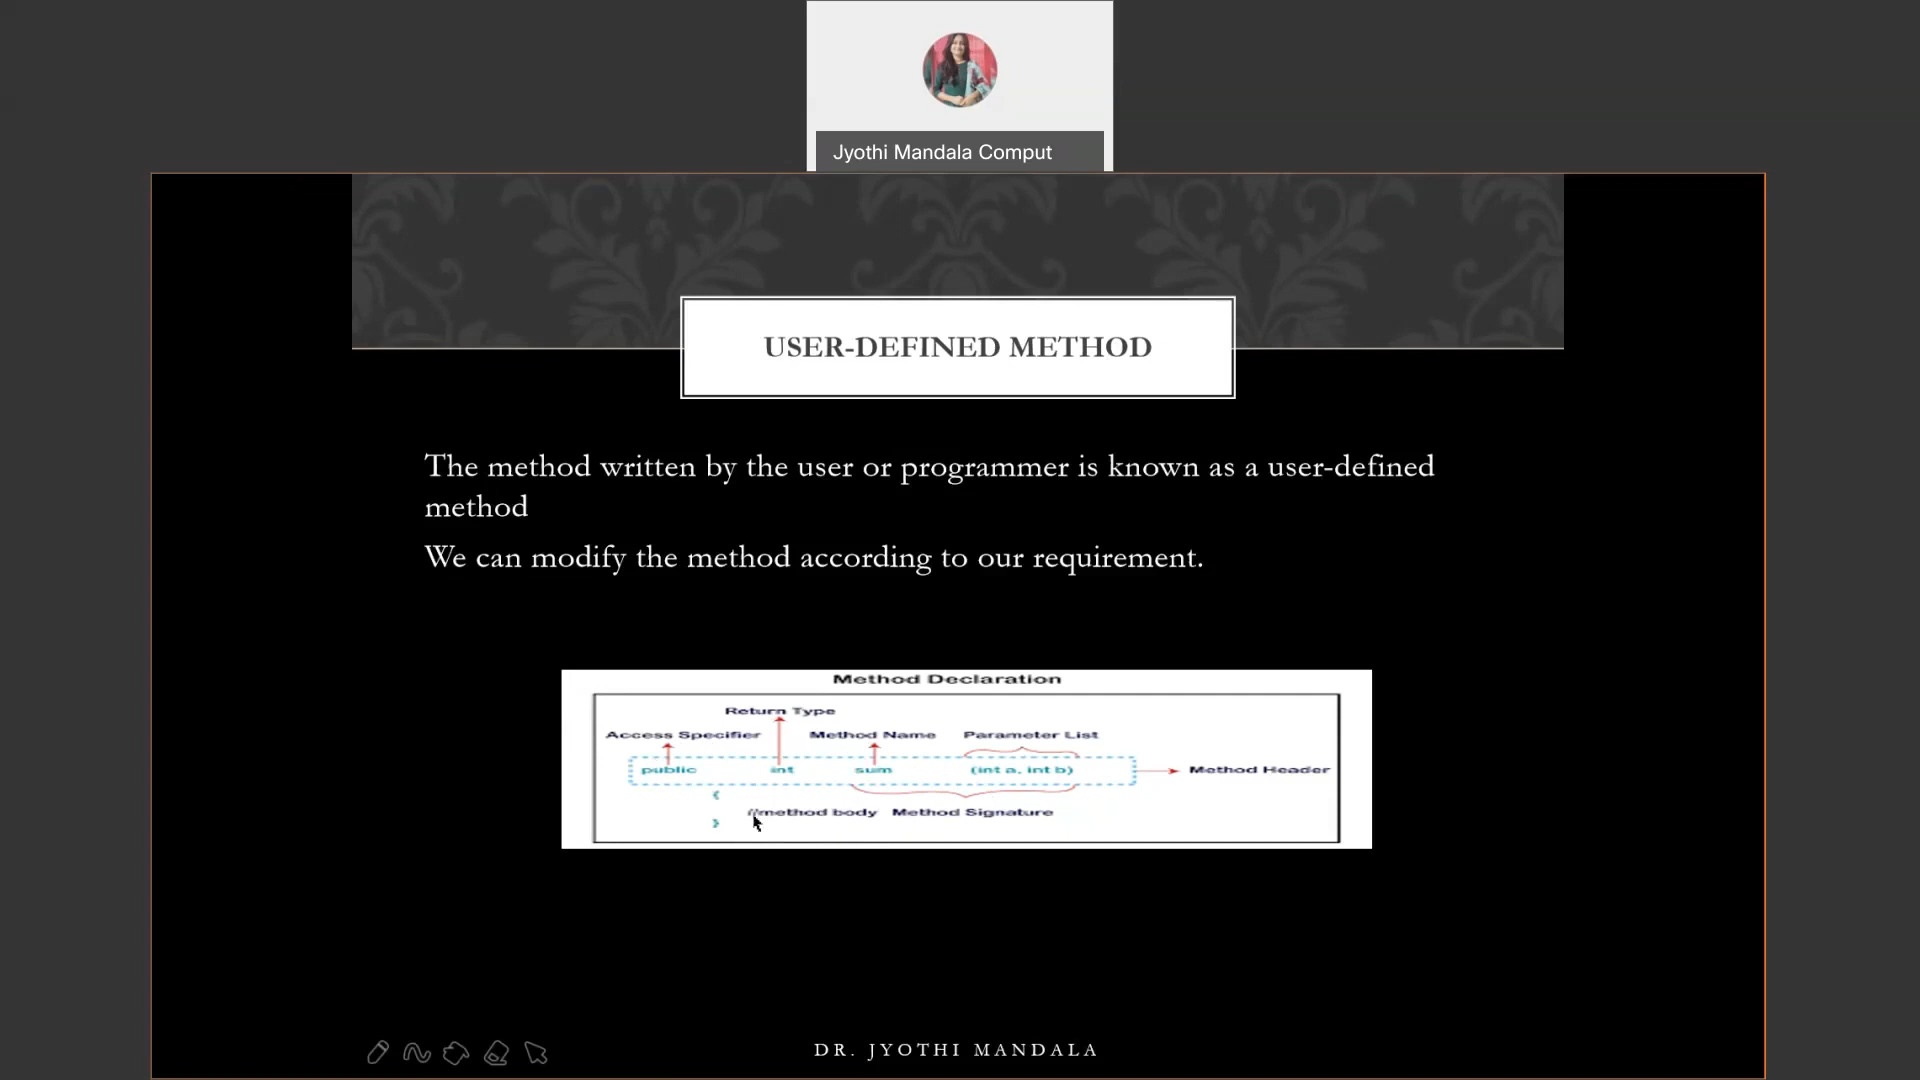 Jyothi Mandala Comput
USER-DEFINED METHOD
The method written by the user or programmer is known as a user-defined
method
We can modify the method according to our requirement.
Method Declaration
Return Type
Access Specifier Method Name Parameter List
public int sum (int a, int b) Method Header
{
//method body Method Signature
}
DR. JYOTHI MANDALA